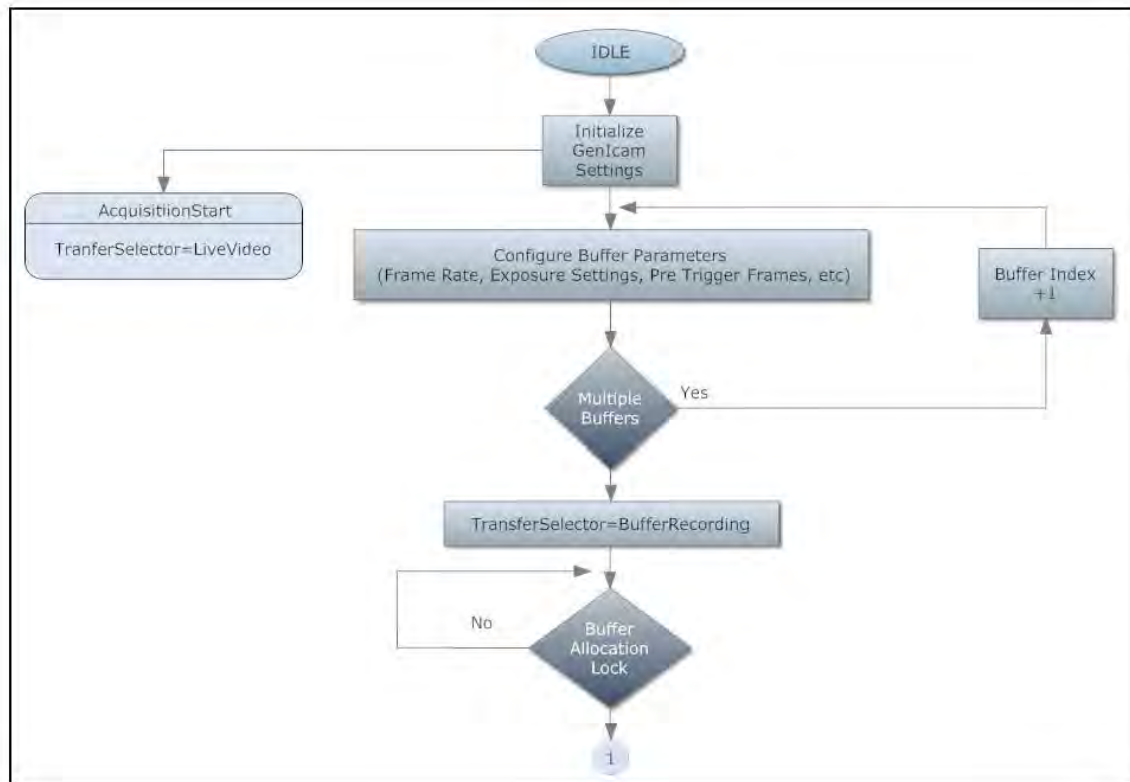 IDLE
Initialize
GenIcam
Settings
AcquisitiionStart
TranferSelector=LiveVideo
Configure Buffer Parameters
(Frame Rate, Exposure Settings, Pre Trigger Frames, etc)
Buffer Index
+1
Multiple
Buffers
Yes
TransferSelector=BufferRecording
No
Buffer
Allocation
Lock
1